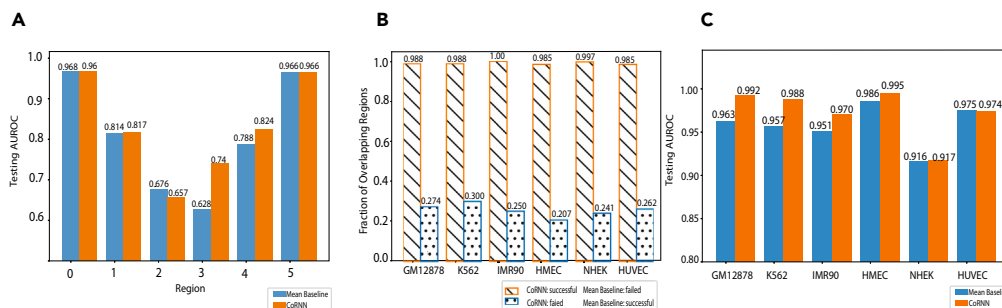 A
Testing AUROC
1.0
0.9
0.8
0.7
0.6
0.968
0.96
0.814
0.817
0.676
0.657
0.628
0.74
0.788
0.824
0.966
0.966
0
1
2
3
4
5
Region
Mean Baseline
CoRNN
B
Fraction of Overlapping Regions
1.0
0.8
0.6
0.4
0.2
0.0
0.988
0.274
0.988
0.300
1.00
0.250
0.985
0.207
0.997
0.241
0.985
0.262
GM12878
K562
IMR90
HMEC
NHEK
HUVEC
CoRNN: successful Mean Baseline: failed
CoRNN: faied Mean Baseline: successful
C
Testing AUROC
1.00
0.95
0.90
0.85
0.80
0.963
0.992
0.957
0.988
0.951
0.970
0.986
0.995
0.916
0.917
0.975
0.974
GM12878
K562
IMR90
HMEC
NHEK
HUVEC
Mean Baseline
CoRNN